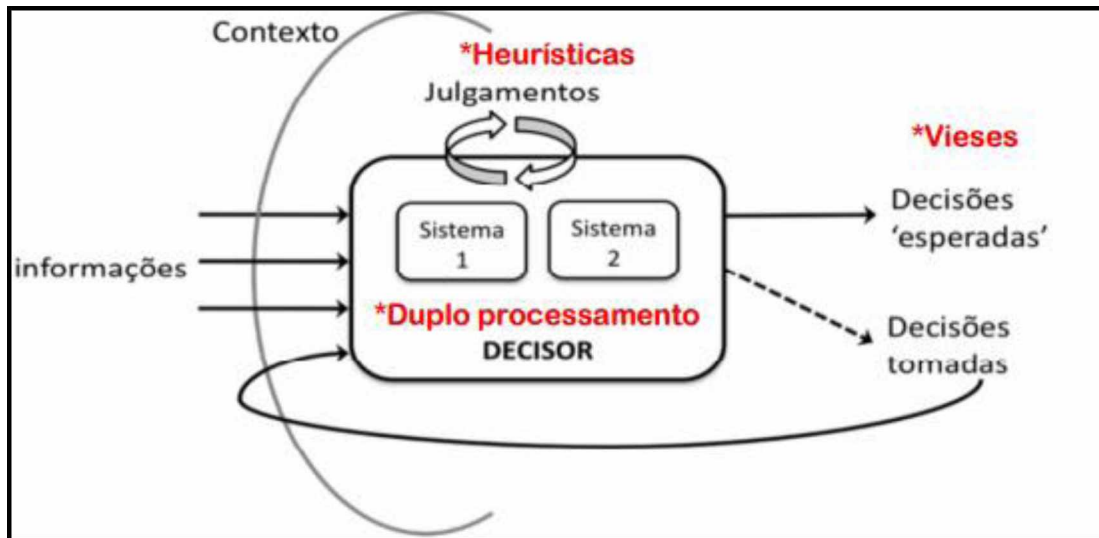 Contexto
*Heurísticas
Julgamentos
*Vieses
Decisões
‘esperadas’
Sistema
1
Sistema
2
informações
*Duplo processamento
DECISOR
Decisões
tomadas